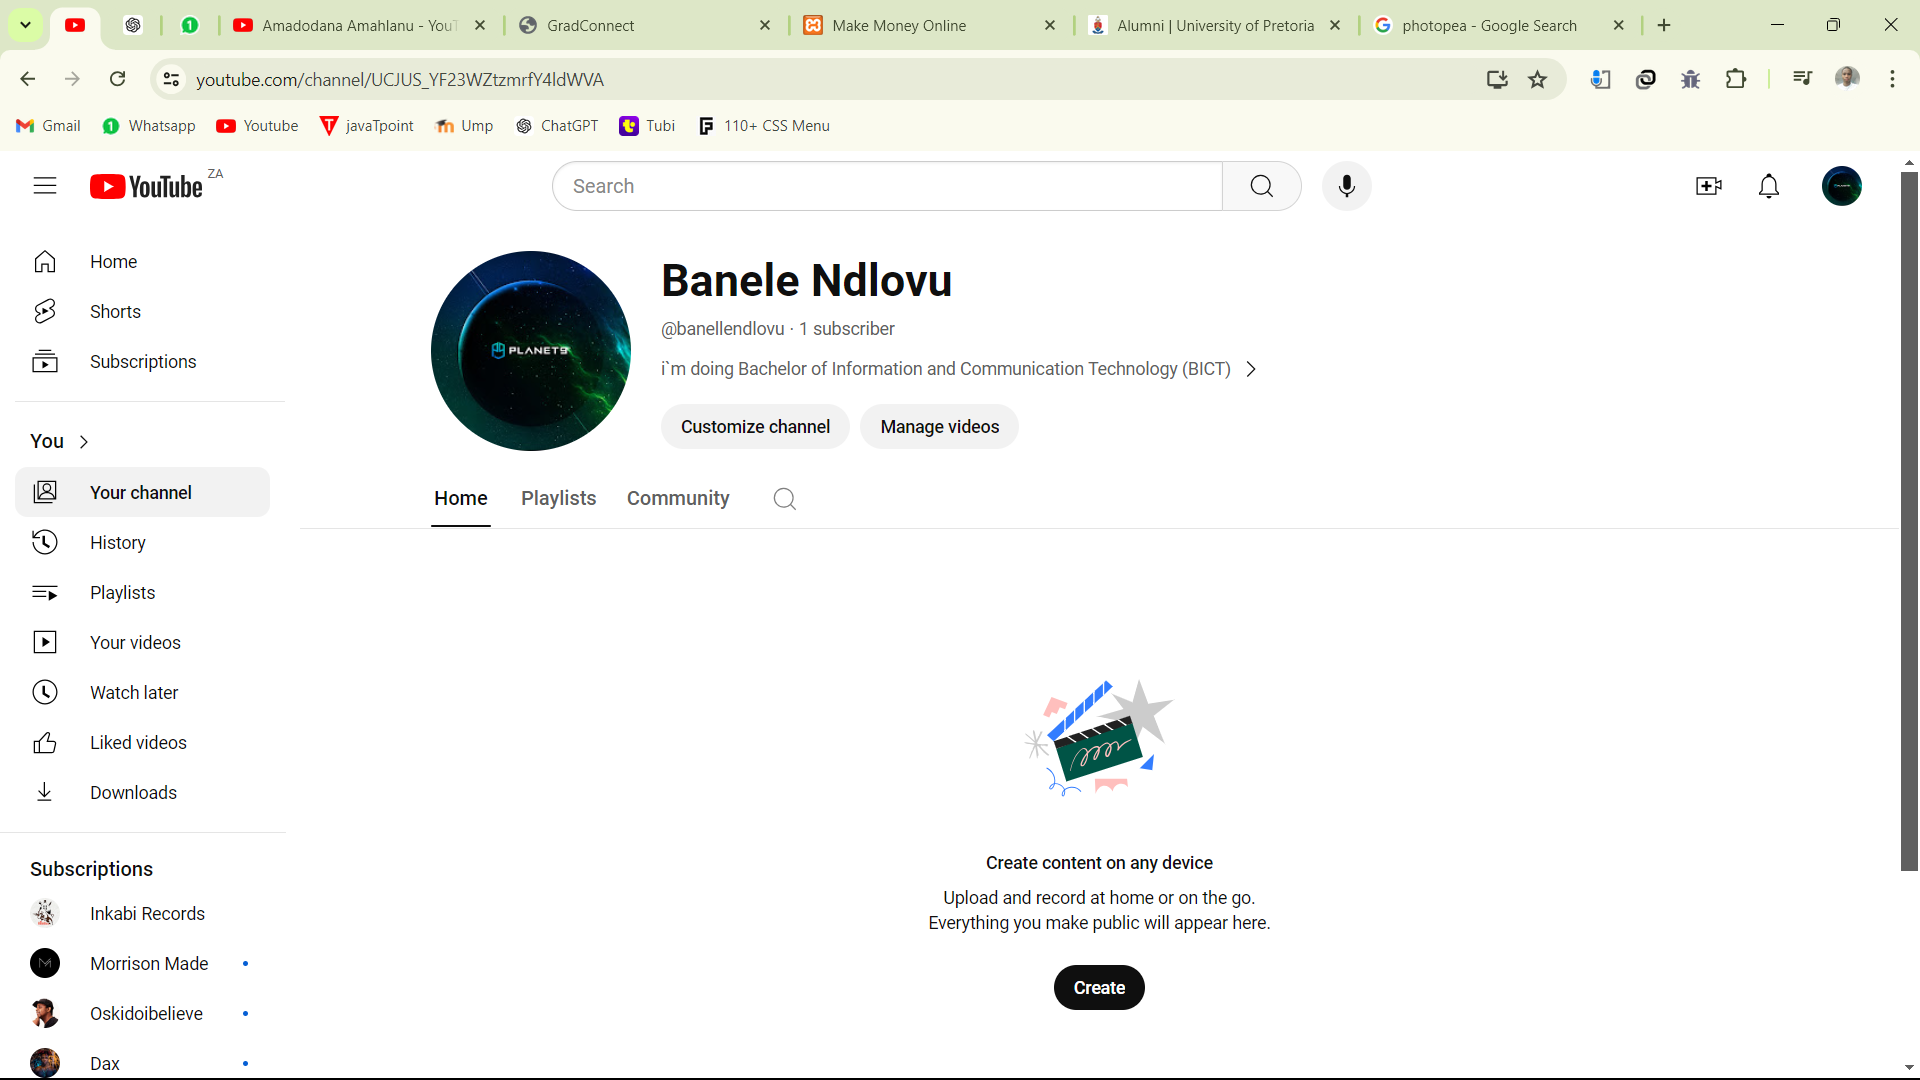 Amadodana Amahlanu - YouT
GradConnect
Make Money Online
Alumni | University of Pretoria
photopea - Google Search
youtube.com/channel/UCJUS_YF23WZtzmrfY4ldWVA
Gmail
Whatsapp
Youtube
javaTpoint
Ump
ChatGPT
Tubi
110+ CSS Menu
YouTube ZA
Search
Home
Shorts
Subscriptions
You
Your channel
History
Playlists
Your videos
Watch later
Liked videos
Downloads
Subscriptions
Inkabi Records
Morrison Made
Oskidoibelieve
Dax
PLANET9
Banele Ndlovu
@banellendlovu · 1 subscriber
i`m doing Bachelor of Information and Communication Technology (BICT)
Customize channel
Manage videos
Home
Playlists
Community
Create content on any device
Upload and record at home or on the go.
Everything you make public will appear here.
Create